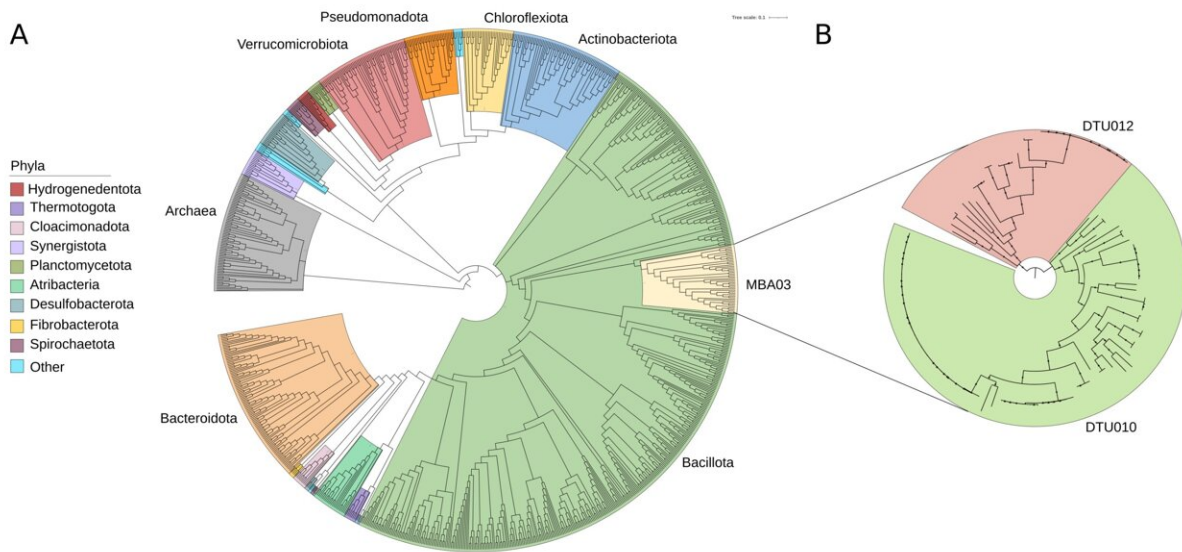 A
Pseudomonadota
Chloroflexiota
Verrucomicrobiota
Actinobacteriota
Tree scale: 0.1
B
DTU012
Phyla
Hydrogenedentota
Thermotogota
Cloacimonadota
Synergistota
Planctomycetota
Atribacteria
Desulfobacterota
Fibrobacterota
Spirochaetota
Other
Archaea
MBA03
Bacteroidota
Bacillota
DTU010